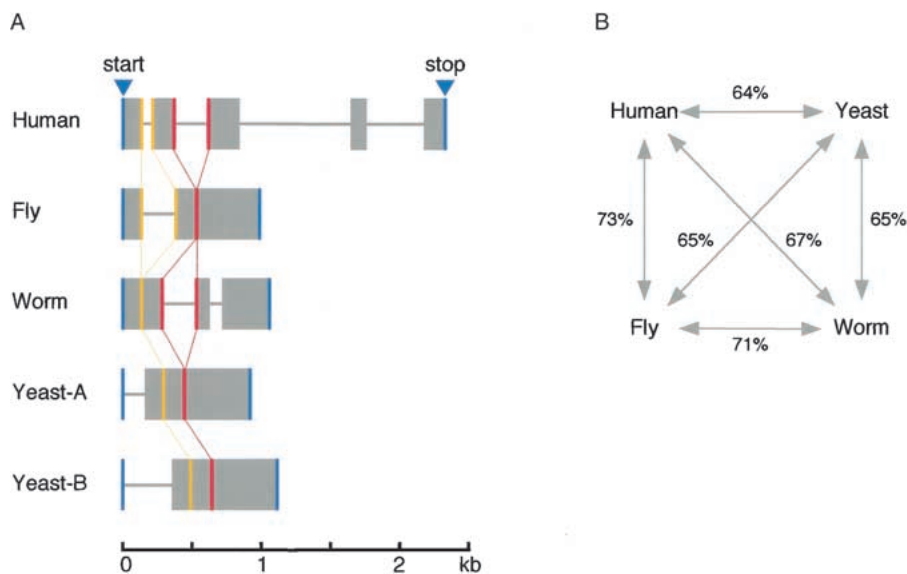 A
start
stop
Human
Fly
Worm
Yeast-A
Yeast-B
0
1
2
kb
B
64%
Human
Yeast
73%
65%
67%
65%
Fly
Worm
71%